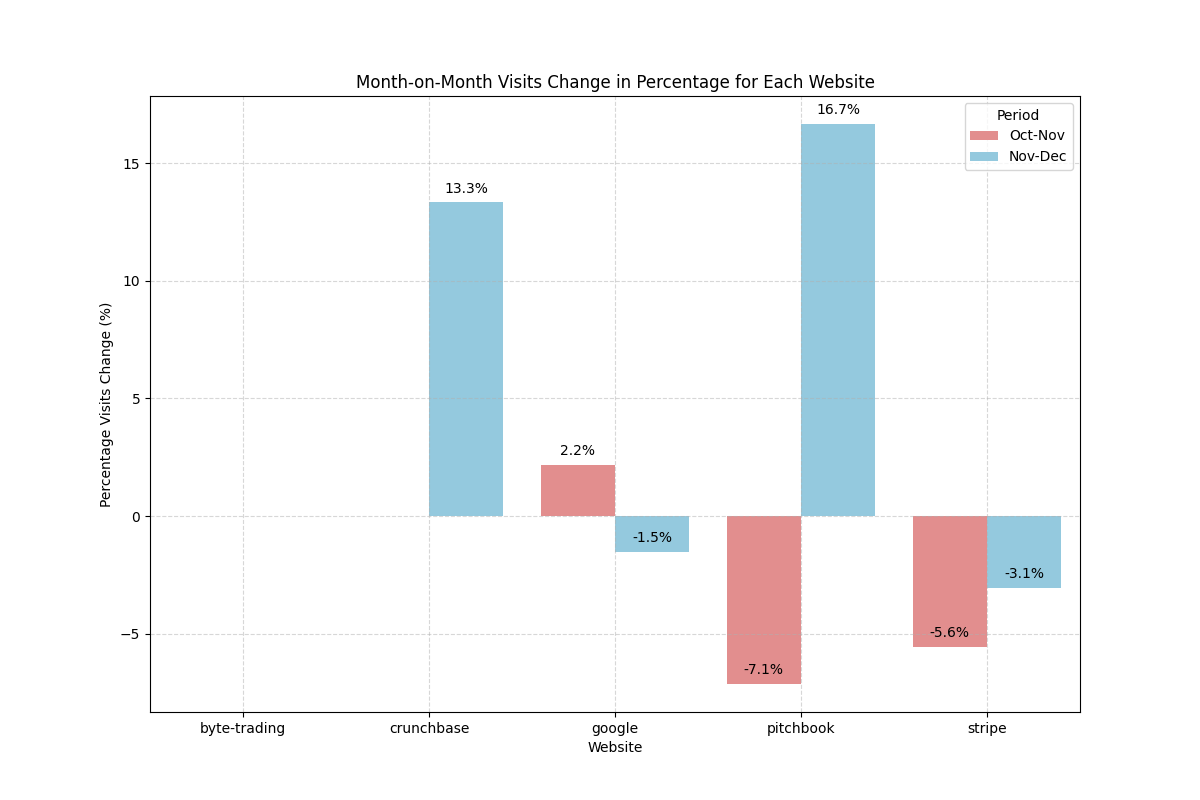 Month-on-Month Visits Change in Percentage for Each Website
16.7%
Period
Oct-Nov
Nov-Dec
15
13.3%
10
Percentage Visits Change (%)
5
2.2%
0
-1.5%
-3.1%
−5
-5.6%
-7.1%
byte-trading crunchbase google pitchbook stripe
Website